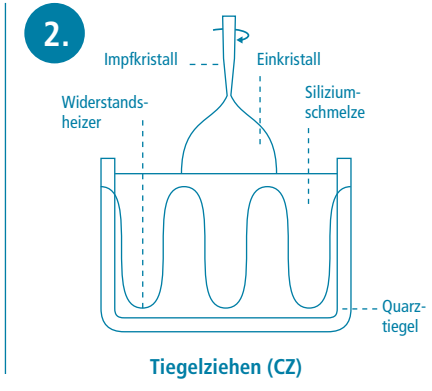 2.
Impfkristall
Einkristall
Widerstands-
heizer
Silizium-
schmelze
Quarz-
tiegel
Tiegelziehen (CZ)